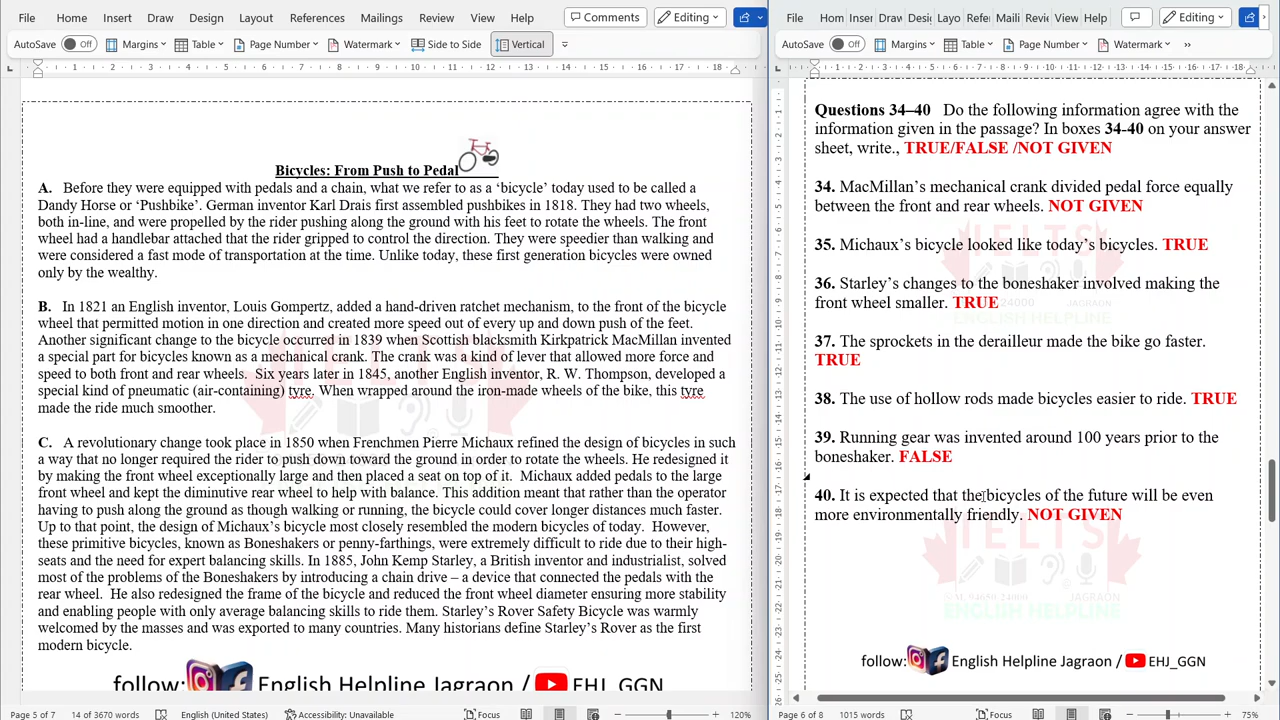 File Home Insert Draw Design Layout References Mailings Review View Help Comments Editing
AutoSave Off Margins Table Page Number Watermark Side to Side Vertical
1 2 3 4 5 6 7 8 9 10 11 12 13 14 15 16 17 18
Bicycles: From Push to Pedal
A. Before they were equipped with pedals and a chain, what we refer to as a ‘bicycle’ today used to be called a
Dandy Horse or ‘Pushbike’. German inventor Karl Drais first assembled pushbikes in 1818. They had two wheels,
both in-line, and were propelled by the rider pushing along the ground with his feet to rotate the wheels. The front
wheel had a handlebar attached that the rider gripped to control the direction. They were speedier than walking and
were considered a fast mode of transportation at the time. Unlike today, these first generation bicycles were owned
only by the wealthy.
B. In 1821 an English inventor, Louis Gompertz, added a hand-driven ratchet mechanism, to the front of the bicycle
wheel that permitted motion in one direction and created more speed out of every up and down push of the feet.
Another significant change to the bicycle occurred in 1839 when Scottish blacksmith Kirkpatrick MacMillan invented
a special part for bicycles known as a mechanical crank. The crank was a kind of lever that allowed more force and
speed to both front and rear wheels. Six years later in 1845, another English inventor, R. W. Thompson, developed a
special kind of pneumatic (air-containing) tyre. When wrapped around the iron-made wheels of the bike, this tyre
made the ride much smoother.
C. A revolutionary change took place in 1850 when Frenchmen Pierre Michaux refined the design of bicycles in such
a way that no longer required the rider to push down toward the ground in order to rotate the wheels. He redesigned it
by making the front wheel exceptionally large and then placed a seat on top of it. Michaux added pedals to the large
front wheel and kept the diminutive rear wheel to help with balance. This addition meant that rather than the operator
having to push along the ground as though walking or running, the bicycle could cover longer distances much faster.
Up to that point, the design of Michaux’s bicycle most closely resembled the modern bicycles of today. However,
these primitive bicycles, known as Boneshakers or penny-farthings, were extremely difficult to ride due to their high-
seats and the need for expert balancing skills. In 1885, John Kemp Starley, a British inventor and industrialist, solved
most of the problems of the Boneshakers by introducing a chain drive – a device that connected the pedals with the
rear wheel. He also redesigned the frame of the bicycle and reduced the front wheel diameter ensuring more stability
and enabling people with only average balancing skills to ride them. Starley’s Rover Safety Bicycle was warmly
welcomed by the masses and was exported to many countries. Many historians define Starley’s Rover as the first
modern bicycle.
follow: English Helpline Jagraon / EHJ_GGN
Page 5 of 7 14 of 3670 words English (United States) Accessibility: Unavailable Focus 120%
File Hom Inser Draw Desig Layo Refer Maili Revie View Help Editing
AutoSave Off Margins Table Page Number Watermark
Questions 34–40 Do the following information agree with the
information given in the passage? In boxes 34-40 on your answer
sheet, write., TRUE/FALSE /NOT GIVEN
34. MacMillan’s mechanical crank divided pedal force equally
between the front and rear wheels. NOT GIVEN
35. Michaux’s bicycle looked like today’s bicycles. TRUE
36. Starley’s changes to the boneshaker involved making the
front wheel smaller. TRUE
37. The sprockets in the derailleur made the bike go faster.
TRUE
38. The use of hollow rods made bicycles easier to ride. TRUE
39. Running gear was invented around 100 years prior to the
boneshaker. FALSE
40. It is expected that the bicycles of the future will be even
more environmentally friendly. NOT GIVEN
IELTS
JAGRAON
ENGLISH HELPLINE
follow: English Helpline Jagraon / EHJ_GGN
Page 6 of 8 1015 words Focus 75%